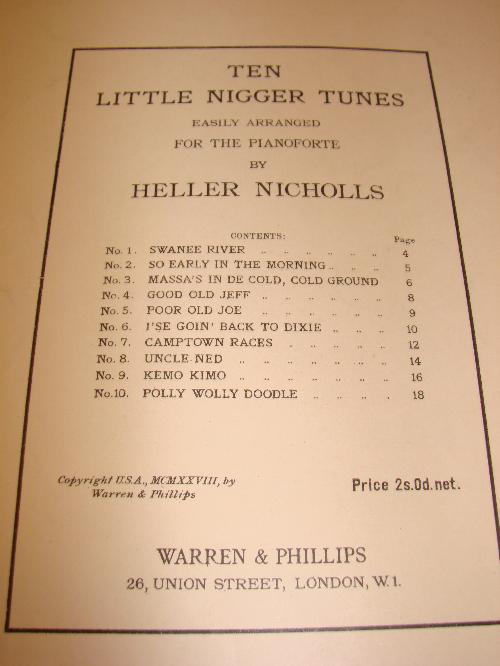 TEN
LITTLE NIGGER TUNES
EASILY ARRANGED
FOR THE PIANOFORTE
BY
HELLER NICHOLLS
CONTENTS:
Page
No. 1. SWANEE RIVER .. .. .. .. .. 4
No. 2. SO EARLY IN THE MORNING .. .. .. 5
No. 3. MASSA'S IN DE COLD, COLD GROUND 6
No. 4. GOOD OLD JEFF .. .. .. .. .. 8
No. 5. POOR OLD JOE .. .. .. .. .. 9
No. 6. I'SE GOIN' BACK TO DIXIE .. .. .. 10
No. 7. CAMPTOWN RACES .. .. .. .. 12
No. 8. UNCLE NED .. .. .. .. .. .. 14
No. 9. KEMO KIMO .. .. .. .. .. .. 16
No.10. POLLY WOLLY DOODLE .. .. .. .. 18
Copyright U.S.A., MCMXXVIII, by
Warren & Phillips
Price 2s.0d.net.
WARREN & PHILLIPS
26, UNION STREET, LONDON, W.1.